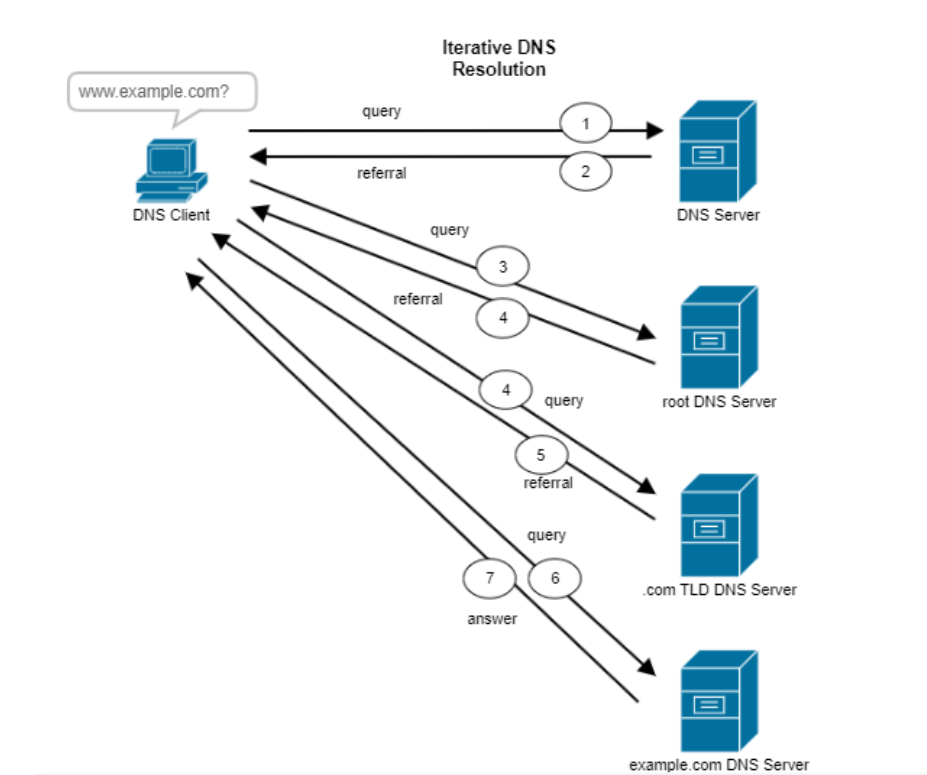 Iterative DNS
Resolution
www.example.com?
query
1
2
referral
DNS Client
DNS Server
query
3
referral
4
root DNS Server
4
query
5
referral
query
7
6
.com TLD DNS Server
answer
example.com DNS Server